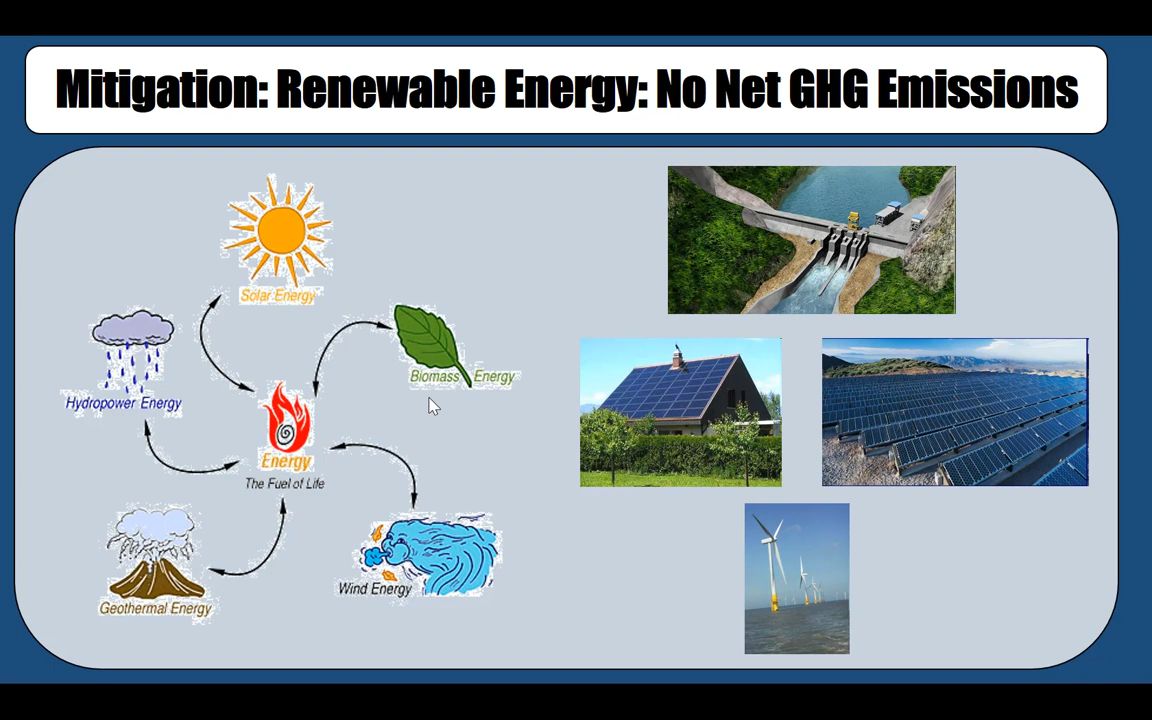 Mitigation: Renewable Energy: No Net GHG Emissions
Solar Energy
Biomass Energy
Hydropower Energy
Energy
The Fuel of Life
Wind Energy
Geothermal Energy